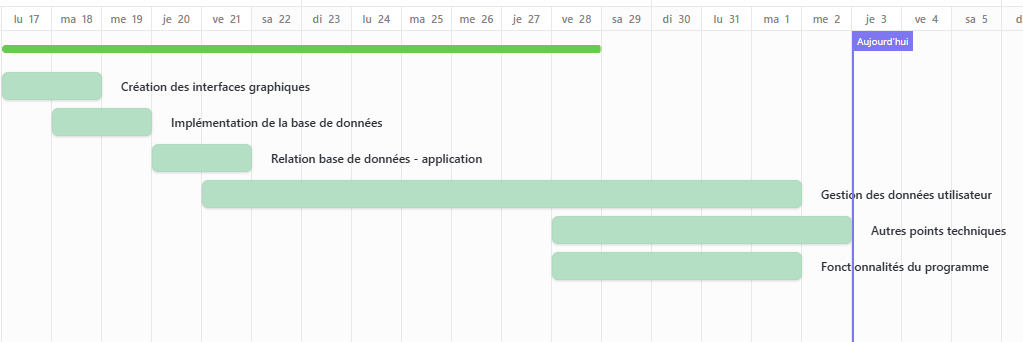 lu 17 ma 18 me 19 je 20 ve 21 sa 22 di 23 lu 24 ma 25 me 26 je 27 ve 28 sa 29 di 30 lu 31 ma 1 me 2 je 3 ve 4 sa 5
Aujourd'hui
Création des interfaces graphiques
Implémentation de la base de données
Relation base de données - application
Gestion des données utilisateur
Autres points techniques
Fonctionnalités du programme